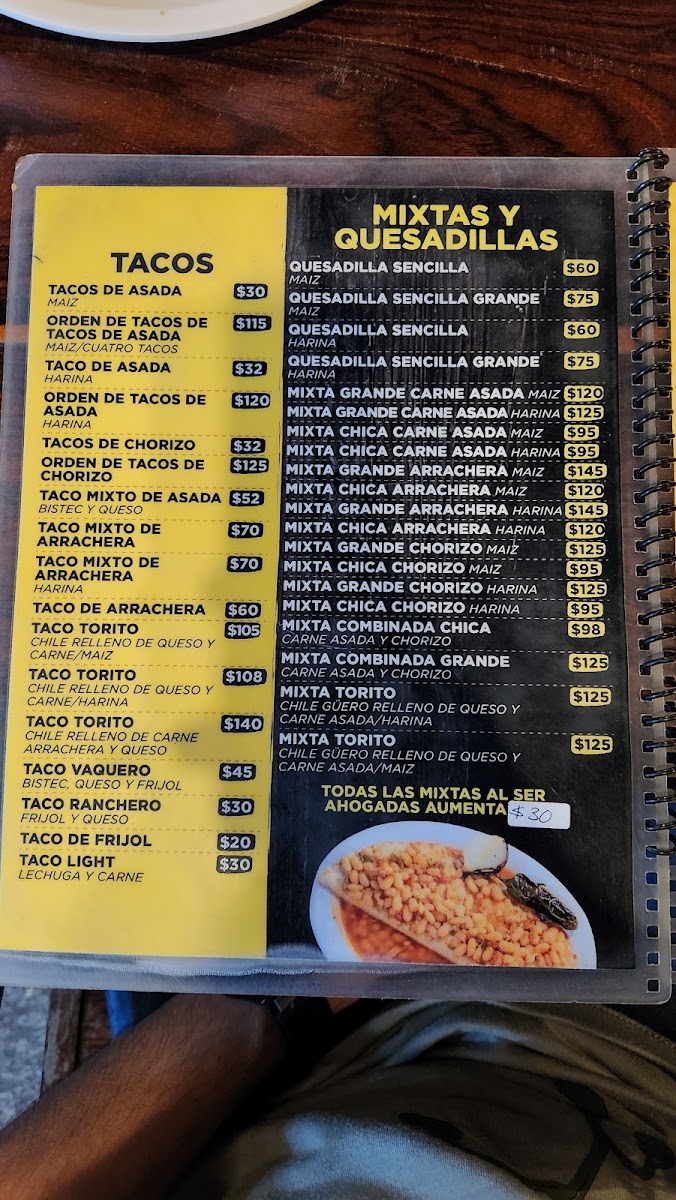 TACOS
TACOS DE ASADA $30
MAIZ
ORDEN DE TACOS DE $115
TACOS DE ASADA
MAIZ/CUATRO TACOS
TACO DE ASADA $32
HARINA
ORDEN DE TACOS DE $120
ASADA
HARINA
TACOS DE CHORIZO $32
ORDEN DE TACOS DE $125
CHORIZO
TACO MIXTO DE ASADA $52
BISTEC Y QUESO
TACO MIXTO DE $70
ARRACHERA
TACO MIXTO DE $70
ARRACHERA
HARINA
TACO DE ARRACHERA $60
TACO TORITO $105
CHILE RELLENO DE QUESO Y
CARNE/MAIZ
TACO TORITO $108
CHILE RELLENO DE QUESO Y
CARNE/HARINA
TACO TORITO $140
CHILE RELLENO DE CARNE
ARRACHERA Y QUESO
TACO VAQUERO $45
BISTEC, QUESO Y FRIJOL
TACO RANCHERO $30
FRIJOL Y QUESO
TACO DE FRIJOL $20
TACO LIGHT $30
LECHUGA Y CARNE
MIXTAS Y
QUESADILLAS
QUESADILLA SENCILLA $60
MAIZ
QUESADILLA SENCILLA GRANDE $75
MAIZ
QUESADILLA SENCILLA $60
HARINA
QUESADILLA SENCILLA GRANDE $75
HARINA
MIXTA GRANDE CARNE ASADA MAIZ $120
MIXTA GRANDE CARNE ASADA HARINA $125
MIXTA CHICA CARNE ASADA MAIZ $95
MIXTA CHICA CARNE ASADA HARINA $95
MIXTA GRANDE ARRACHERA MAIZ $145
MIXTA CHICA ARRACHERA MAIZ $120
MIXTA GRANDE ARRACHERA HARINA $145
MIXTA CHICA ARRACHERA HARINA $120
MIXTA GRANDE CHORIZO MAIZ $125
MIXTA CHICA CHORIZO MAIZ $95
MIXTA GRANDE CHORIZO HARINA $125
MIXTA CHICA CHORIZO HARINA $95
MIXTA COMBINADA CHICA $98
CARNE ASADA Y CHORIZO
MIXTA COMBINADA GRANDE $125
CARNE ASADA Y CHORIZO
MIXTA TORITO $125
CHILE GÜERO RELLENO DE QUESO Y
CARNE ASADA/HARINA
MIXTA TORITO $125
CHILE GÜERO RELLENO DE QUESO Y
CARNE ASADA/MAIZ
TODAS LAS MIXTAS AL SER
AHOGADAS AUMENTA $30